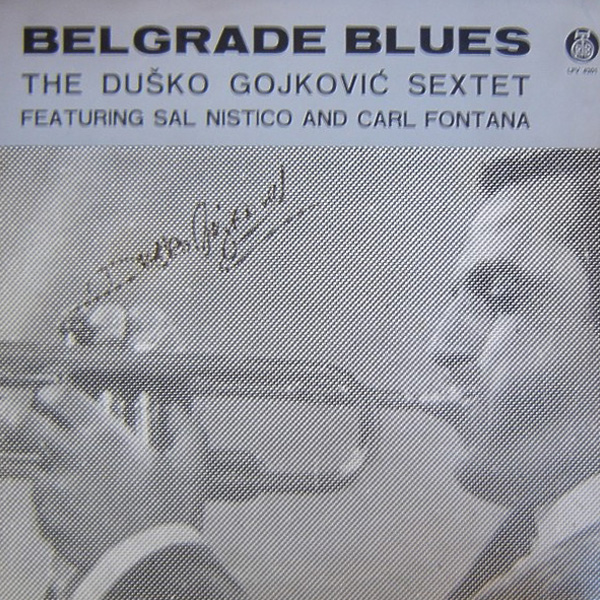 BELGRADE BLUES
THE DUŠKO GOJKOVIĆ SEXTET
FEATURING SAL NISTICO AND CARL FONTANA